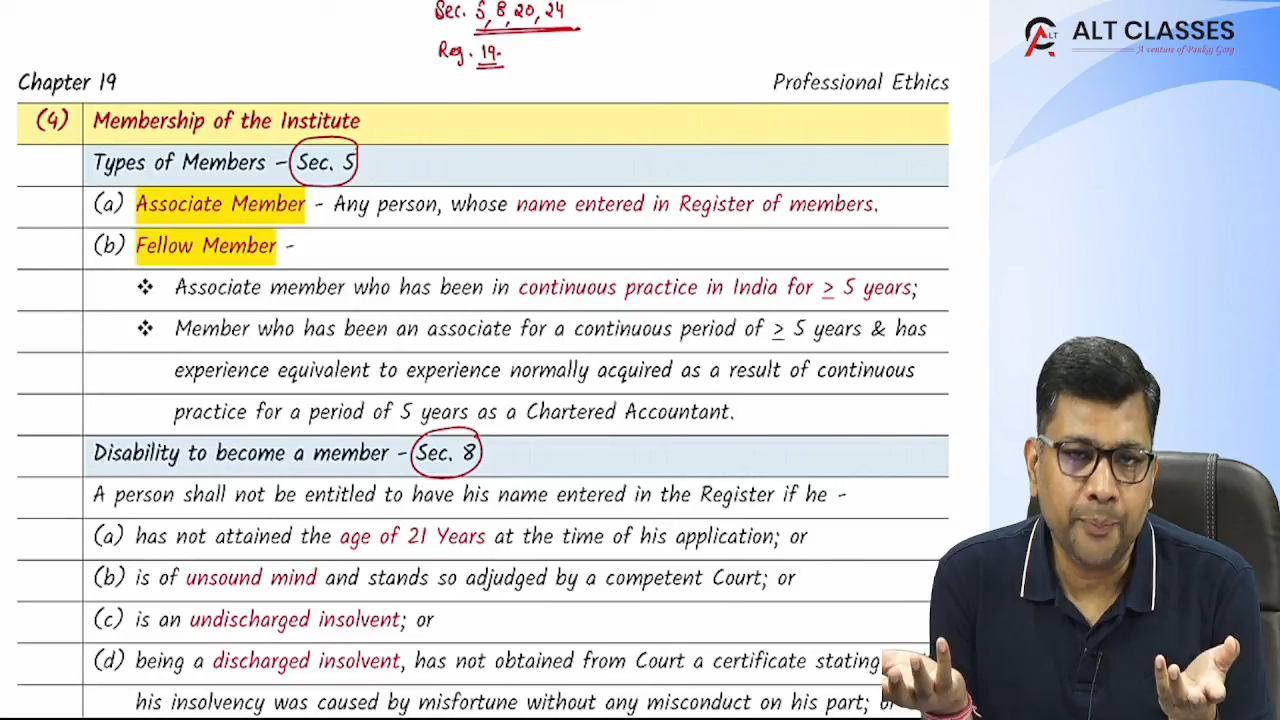 Sec. 5, 8, 20, 24
Reg. 19.
ALT
ALT CLASSES
A venture of Pankaj Garg
Chapter 19
Professional Ethics
(4) Membership of the Institute
Types of Members – Sec. 5
(a) Associate Member - Any person, whose name entered in Register of members.
(b) Fellow Member -
❖ Associate member who has been in continuous practice in India for ≥ 5 years;
❖ Member who has been an associate for a continuous period of ≥ 5 years & has
experience equivalent to experience normally acquired as a result of continuous
practice for a period of 5 years as a Chartered Accountant.
Disability to become a member - Sec. 8
A person shall not be entitled to have his name entered in the Register if he -
(a) has not attained the age of 21 Years at the time of his application; or
(b) is of unsound mind and stands so adjudged by a competent Court; or
(c) is an undischarged insolvent; or
(d) being a discharged insolvent, has not obtained from Court a certificate stating
his insolvency was caused by misfortune without any misconduct on his part; or